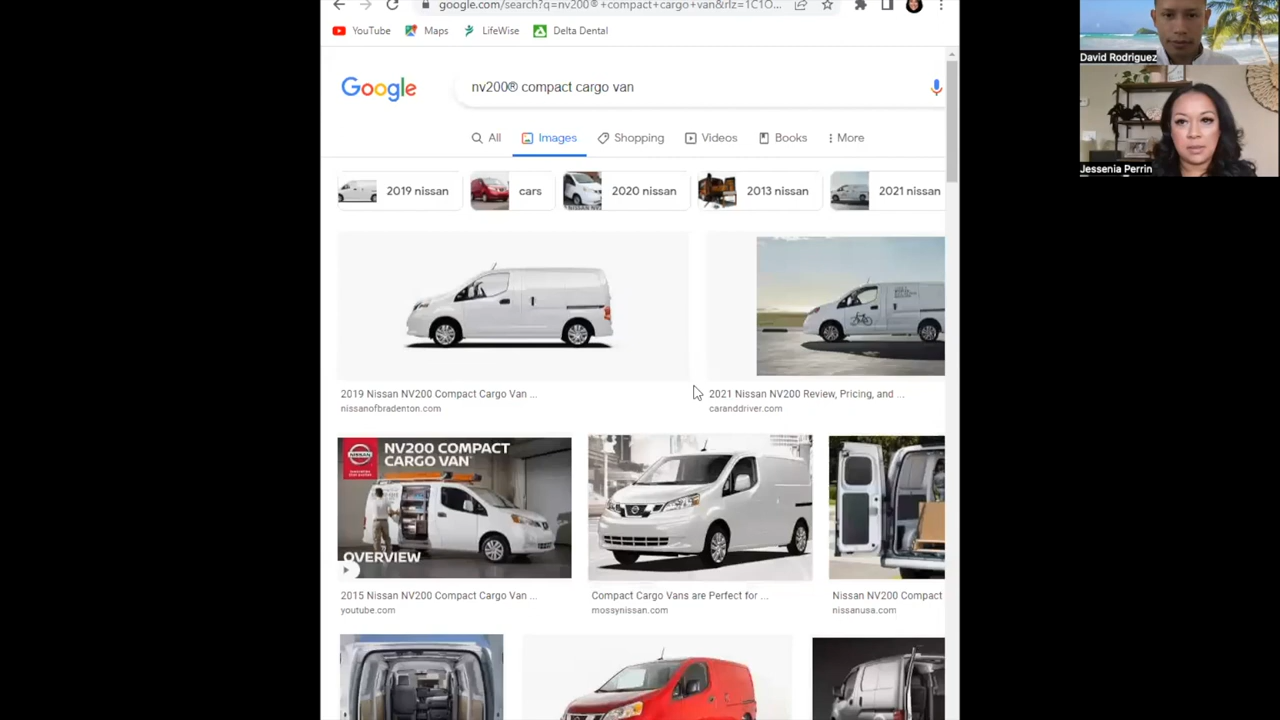 google.com/search?q=nv200®+compact+cargo+van&rlz=1C1O...
YouTube
Maps
LifeWise
Delta Dental
Google
nv200® compact cargo van
All
Images
Shopping
Videos
Books
More
2019 nissan
cars
2020 nissan
2013 nissan
2021 nissan
2019 Nissan NV200 Compact Cargo Van ...
nissanofbradenton.com
2021 Nissan NV200 Review, Pricing, and ...
caranddriver.com
NISSAN
NV200 COMPACT
CARGO VAN
OVERVIEW
2015 Nissan NV200 Compact Cargo Van ...
youtube.com
Compact Cargo Vans are Perfect for ...
mossynissan.com
Nissan NV200 Compact
nissanusa.com
David Rodriguez
Jessenia Perrin